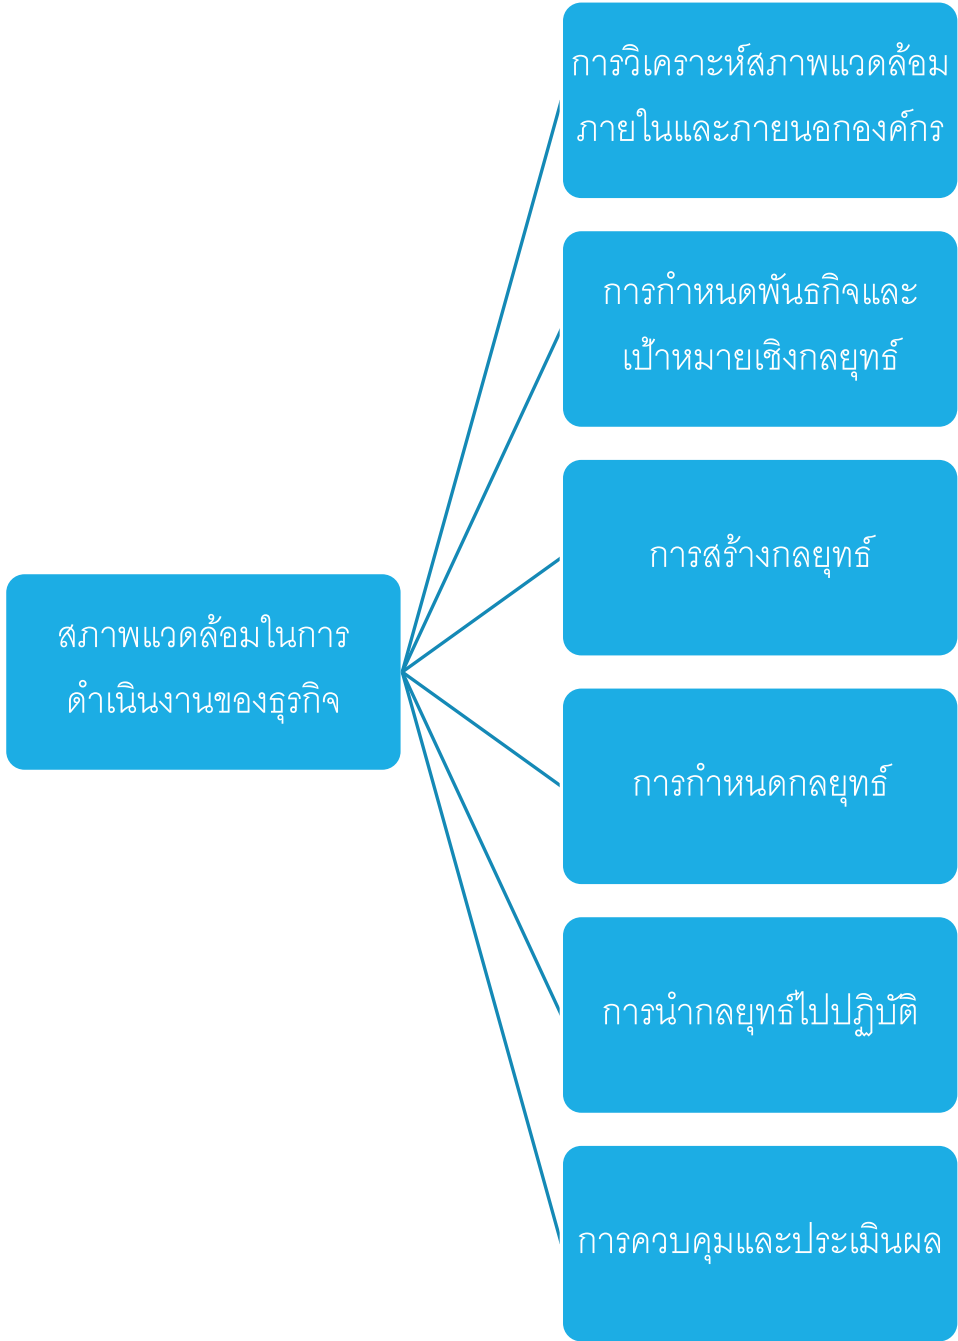 การวิเคราะห์สภาพแวดล้อม
ภายในและภายนอกองค์กร
การกำหนดพันธกิจและ
เป้าหมายเชิงกลยุทธ์
การสร้างกลยุทธ์
สภาพแวดล้อมในการ
ดำเนินงานของธุรกิจ
การกำหนดกลยุทธ์
การนำกลยุทธ์ไปปฏิบัติ
การควบคุมและประเมินผล